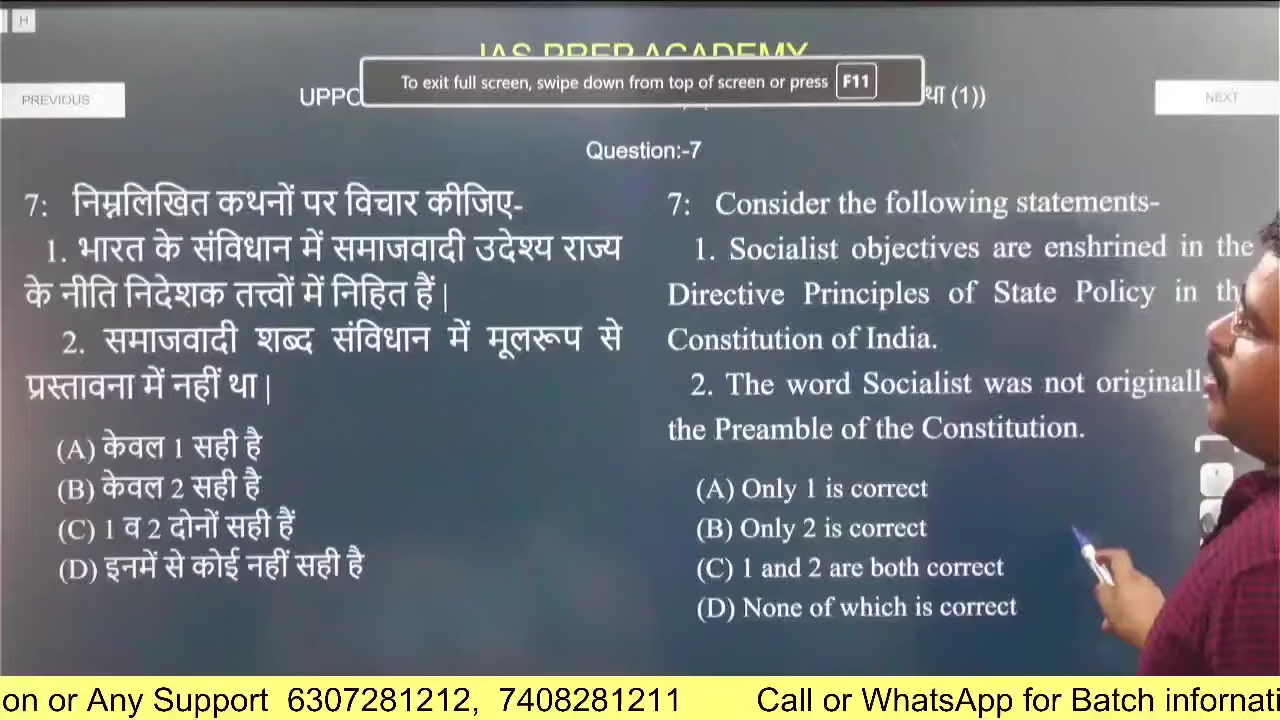 H
IAS PREP ACADEMY
To exit full screen, swipe down from top of screen or press F11
PREVIOUS
UPPC
था (1))
NEXT
Question:-7
7: निम्नलिखित कथनों पर विचार कीजिए-
1. भारत के संविधान में समाजवादी उदेश्य राज्य
के नीति निदेशक तत्त्वों में निहित हैं|
2. समाजवादी शब्द संविधान में मूलरूप से
प्रस्तावना में नहीं था|
(A) केवल 1 सही है
(B) केवल 2 सही है
(C) 1 व 2 दोनों सही हैं
(D) इनमें से कोई नहीं सही है
7: Consider the following statements-
1. Socialist objectives are enshrined in the
Directive Principles of State Policy in
Constitution of India.
2. The word Socialist was not originally
the Preamble of the Constitution.
(A) Only 1 is correct
(B) Only 2 is correct
(C) 1 and 2 are both correct
(D) None of which is correct
on or Any Support 6307281212, 7408281211 Call or WhatsApp for Batch informati